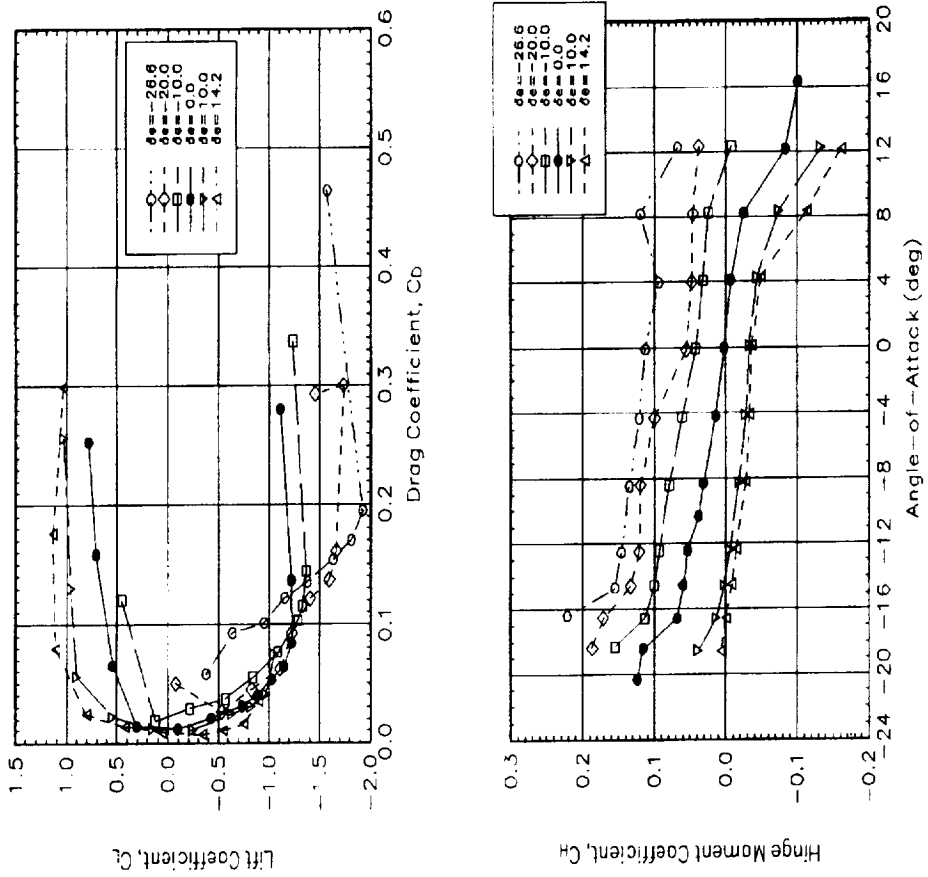 1.5
1.0
0.5
0.0
-0.5
-1.0
-1.5
-2.0
Lift Coefficient, CL
0.0
0.1
0.2
0.3
0.4
0.5
0.6
Drag Coefficient, CD
δe=-26.6
δe=-20.0
δe=-10.0
δe= 0.0
δe= 10.0
δe= 14.2
0.3
0.2
0.1
0.0
-0.1
-0.2
Hinge Moment Coefficient, CH
-24
-20
-16
-12
-8
-4
0
4
8
12
16
20
Angle-of-Attack (deg)
δe=-26.6
δe=-20.0
δe=-10.0
δe= 0.0
δe= 10.0
δe= 14.2